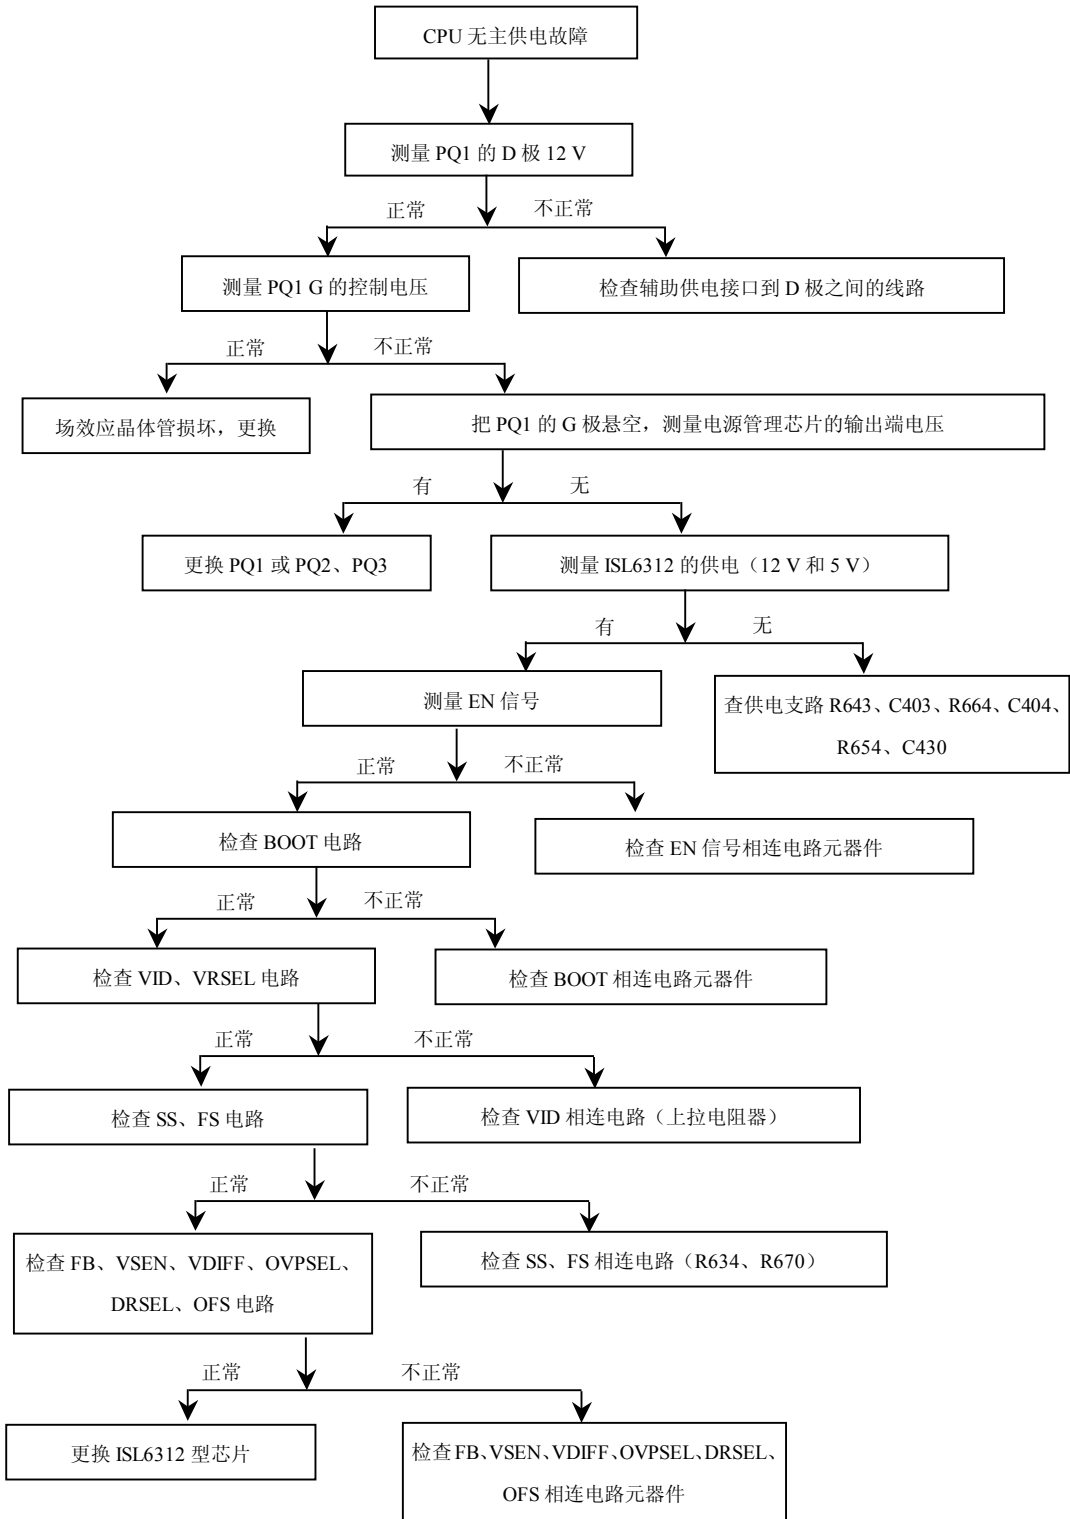 CPU 无主供电故障
测量 PQ1 的 D 极 12 V
正常
不正常
测量 PQ1 G 的控制电压
检查辅助供电接口到 D 极之间的线路
正常
不正常
场效应晶体管损坏，更换
把 PQ1 的 G 极悬空，测量电源管理芯片的输出端电压
有
无
更换 PQ1 或 PQ2、PQ3
测量 ISL6312 的供电（12 V 和 5 V）
有
无
测量 EN 信号
查供电支路 R643、C403、R664、C404、
R654、C430
正常
不正常
检查 BOOT 电路
检查 EN 信号相连电路元器件
正常
不正常
检查 VID、VRSEL 电路
检查 BOOT 相连电路元器件
正常
不正常
检查 SS、FS 电路
检查 VID 相连电路（上拉电阻器）
正常
不正常
检查 FB、VSEN、VDIFF、OVPSEL、
DRSEL、OFS 电路
检查 SS、FS 相连电路（R634、R670）
正常
不正常
更换 ISL6312 型芯片
检查 FB、VSEN、VDIFF、OVPSEL、DRSEL、
OFS 相连电路元器件